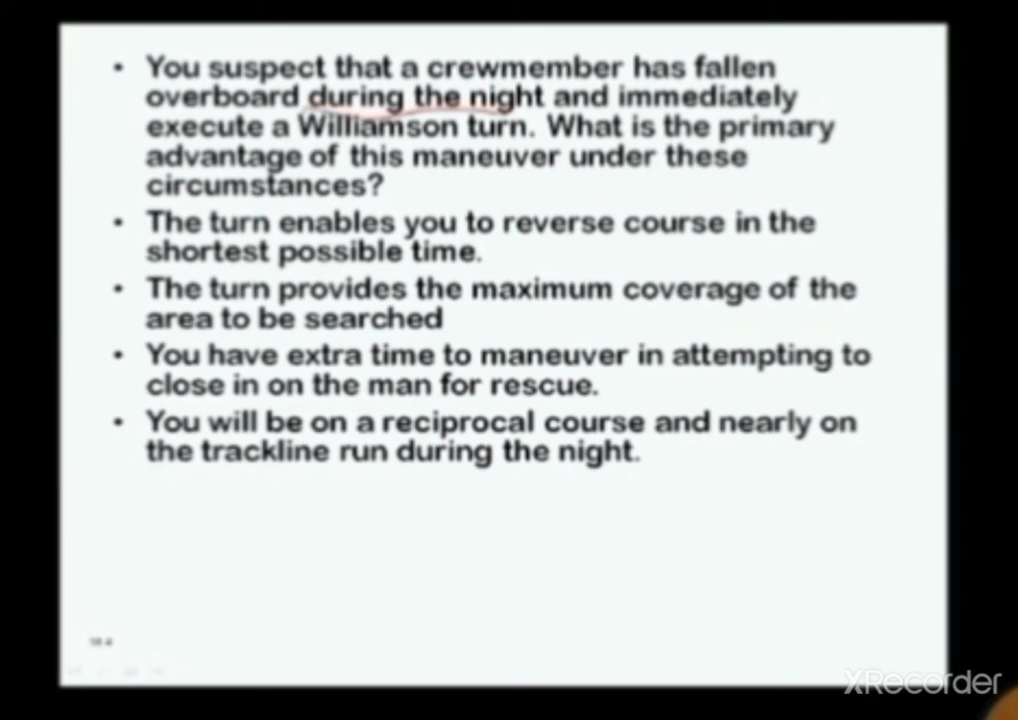 • You suspect that a crewmember has fallen
overboard during the night and immediately
execute a Williamson turn. What is the primary
advantage of this maneuver under these
circumstances?
• The turn enables you to reverse course in the
shortest possible time.
• The turn provides the maximum coverage of the
area to be searched
• You have extra time to maneuver in attempting to
close in on the man for rescue.
• You will be on a reciprocal course and nearly on
the trackline run during the night.
XRecorder